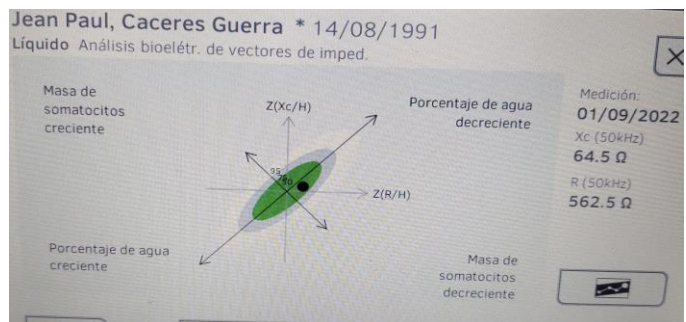 Jean Paul, Caceres Guerra * 14/08/1991
Líquido Análisis bioelétr. de vectores de imped.
Masa de
somatocitos
creciente
Z(Xc/H)
Porcentaje de agua
decreciente
Medición:
01/09/2022
Xc (50kHz)
64.5 Ω
R (50kHz)
562.5 Ω
95
Z(R/H)
Porcentaje de agua
creciente
Masa de
somatocitos
decreciente